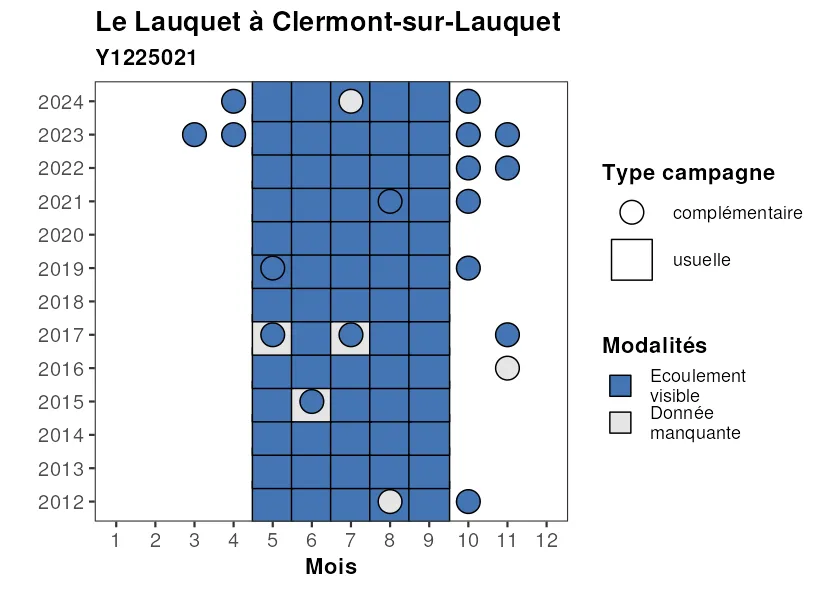 Le Lauquet à Clermont-sur-Lauquet
Y1225021
2024
2023
2022
2021
2020
2019
2018
2017
2016
2015
2014
2013
2012
1 2 3 4 5 6 7 8 9 10 11 12
Mois
Type campagne
complémentaire
usuelle
Modalités
Ecoulement
visible
Donnée
manquante